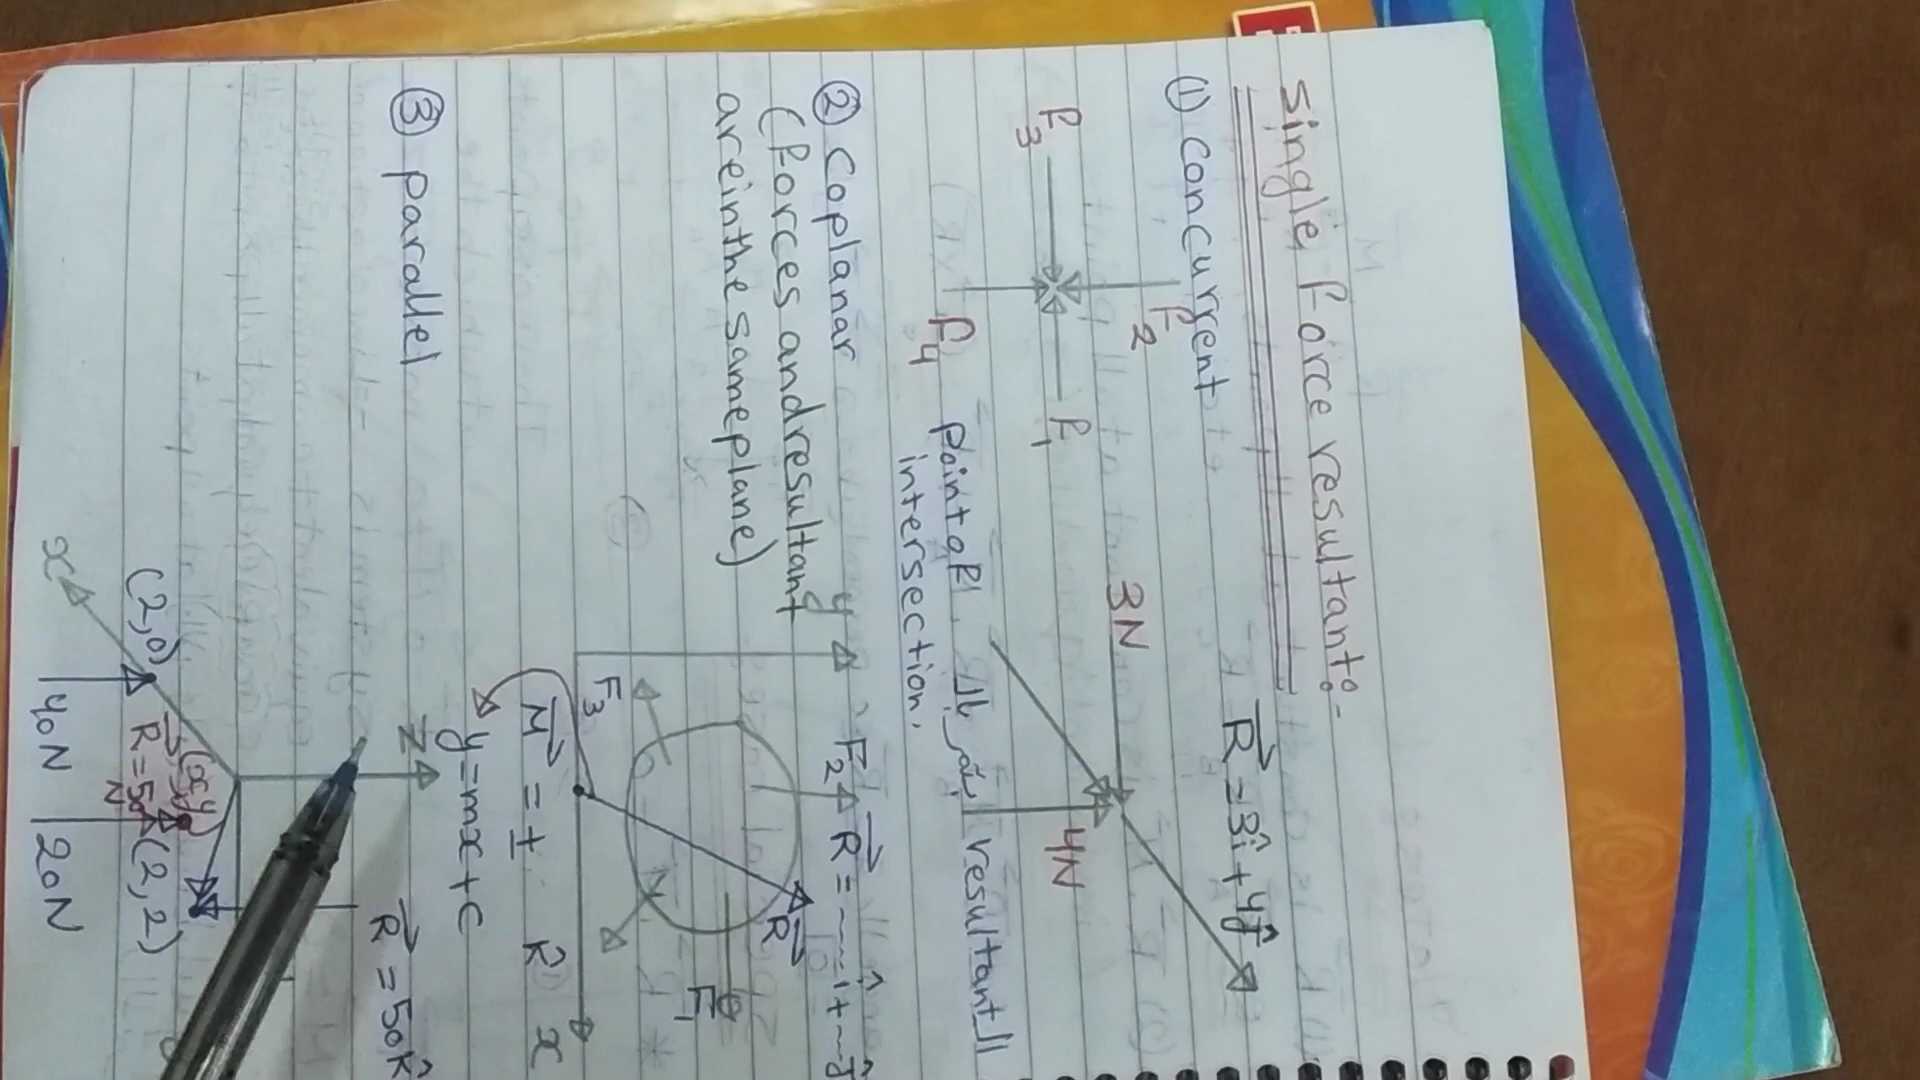 Single Force resultant:-
① Concurrent
R = 3î + 4ĵ
F2
F3
F1
F4
3N
4N
Point of
resultant ال
intersection.
② Coplanar
(Forces and resultant
are in the same plane)
y
F2
R = ~~~ î + ~~~ ĵ
R
F3
F1
M = ± k̂
x
y = mx + c
③ Parallel
Z
R = 50 k̂
(2,0)
(x,y)
R = 50
N
(2,2)
x
40N
20N